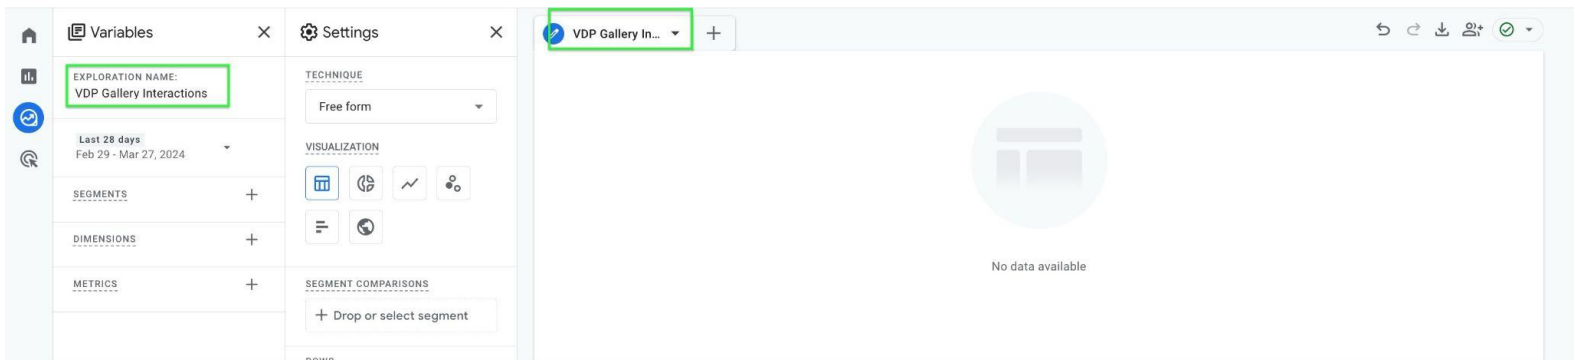 Variables
EXPLORATION NAME:
VDP Gallery Interactions
Last 28 days
Feb 29 - Mar 27, 2024
SEGMENTS
DIMENSIONS
METRICS
Settings
TECHNIQUE
Free form
VISUALIZATION
SEGMENT COMPARISONS
+ Drop or select segment
ROWS
VDP Gallery In...
No data available